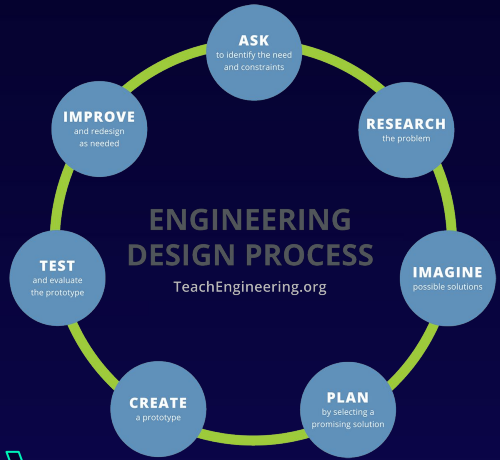 ASK
to identify the need
and constraints
RESEARCH
the problem
IMAGINE
possible solutions
PLAN
by selecting a
promising solution
CREATE
a prototype
TEST
and evaluate
the prototype
IMPROVE
and redesign
as needed
ENGINEERING
DESIGN PROCESS
TeachEngineering.org